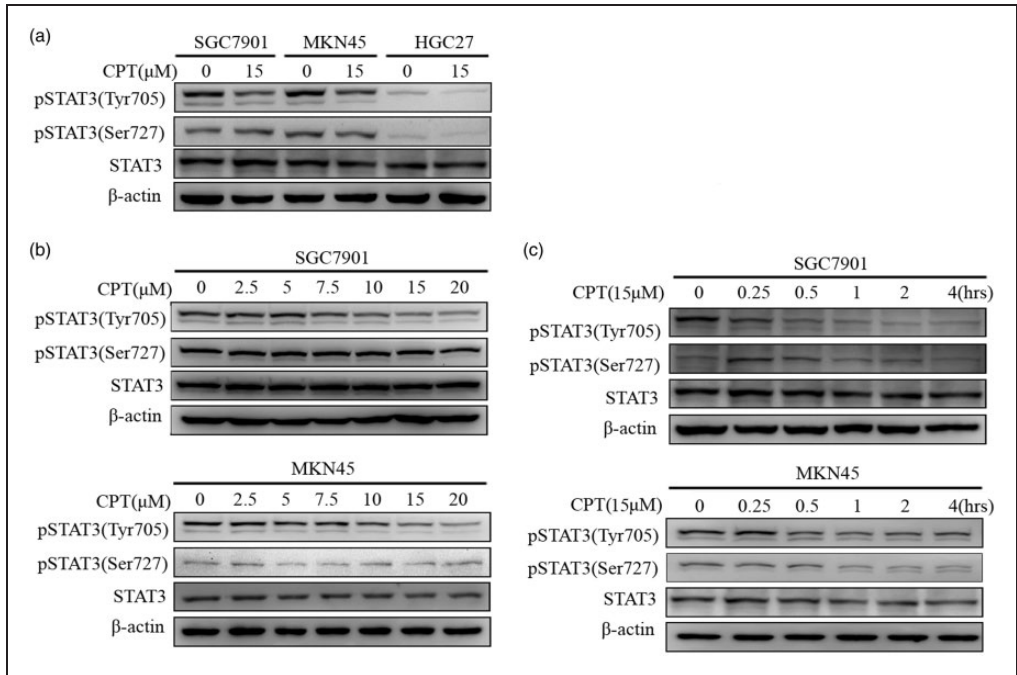 (a)
SGC7901 MKN45 HGC27
CPT(μM) 0 15 0 15 0 15
pSTAT3(Tyr705)
pSTAT3(Ser727)
STAT3
β-actin
(b)
SGC7901
CPT(μM) 0 2.5 5 7.5 10 15 20
pSTAT3(Tyr705)
pSTAT3(Ser727)
STAT3
β-actin
MKN45
CPT(μM) 0 2.5 5 7.5 10 15 20
pSTAT3(Tyr705)
pSTAT3(Ser727)
STAT3
β-actin
(c)
SGC7901
CPT(15μM) 0 0.25 0.5 1 2 4(hrs)
pSTAT3(Tyr705)
pSTAT3(Ser727)
STAT3
β-actin
MKN45
CPT(15μM) 0 0.25 0.5 1 2 4(hrs)
pSTAT3(Tyr705)
pSTAT3(Ser727)
STAT3
β-actin